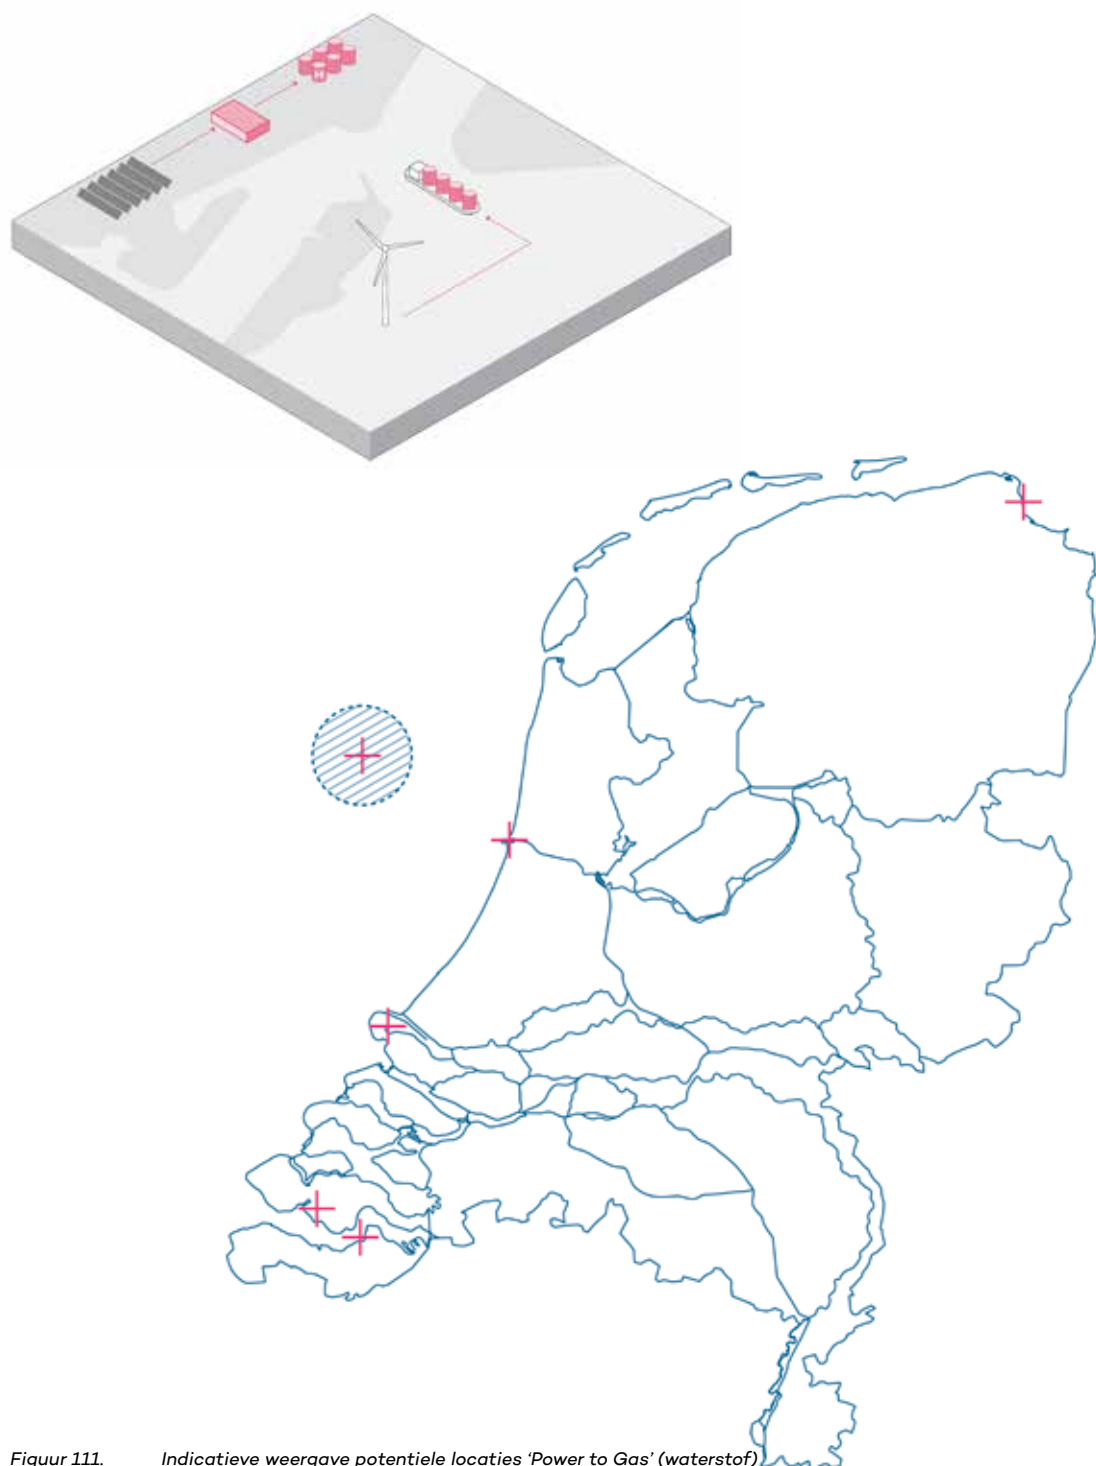 H
Figuur 111. Indicatieve weergave potentiele locaties ‘Power to Gas’ (waterstof)